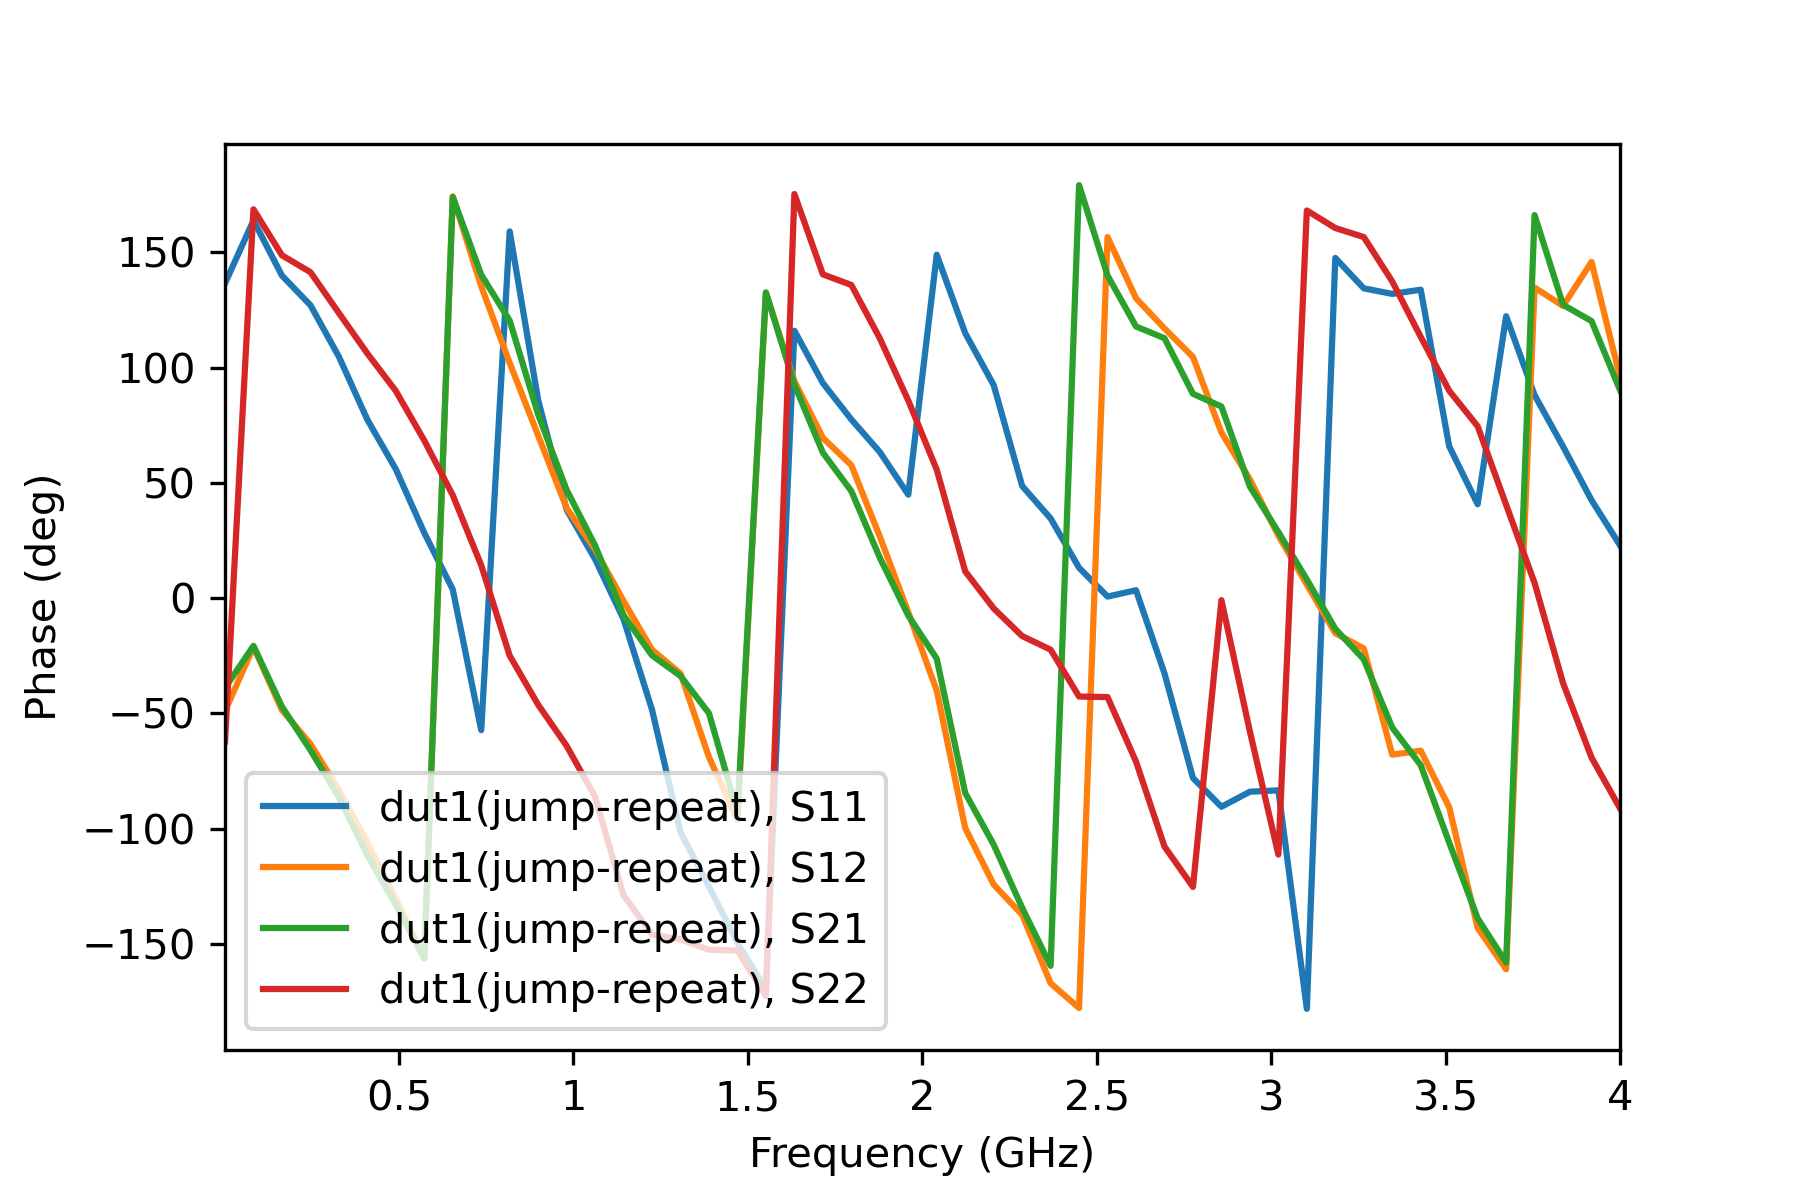 150
100
50
0
−50
−100
−150
Phase (deg)
dut1(jump-repeat), S11
dut1(jump-repeat), S12
dut1(jump-repeat), S21
dut1(jump-repeat), S22
0.5 1 1.5 2 2.5 3 3.5 4
Frequency (GHz)